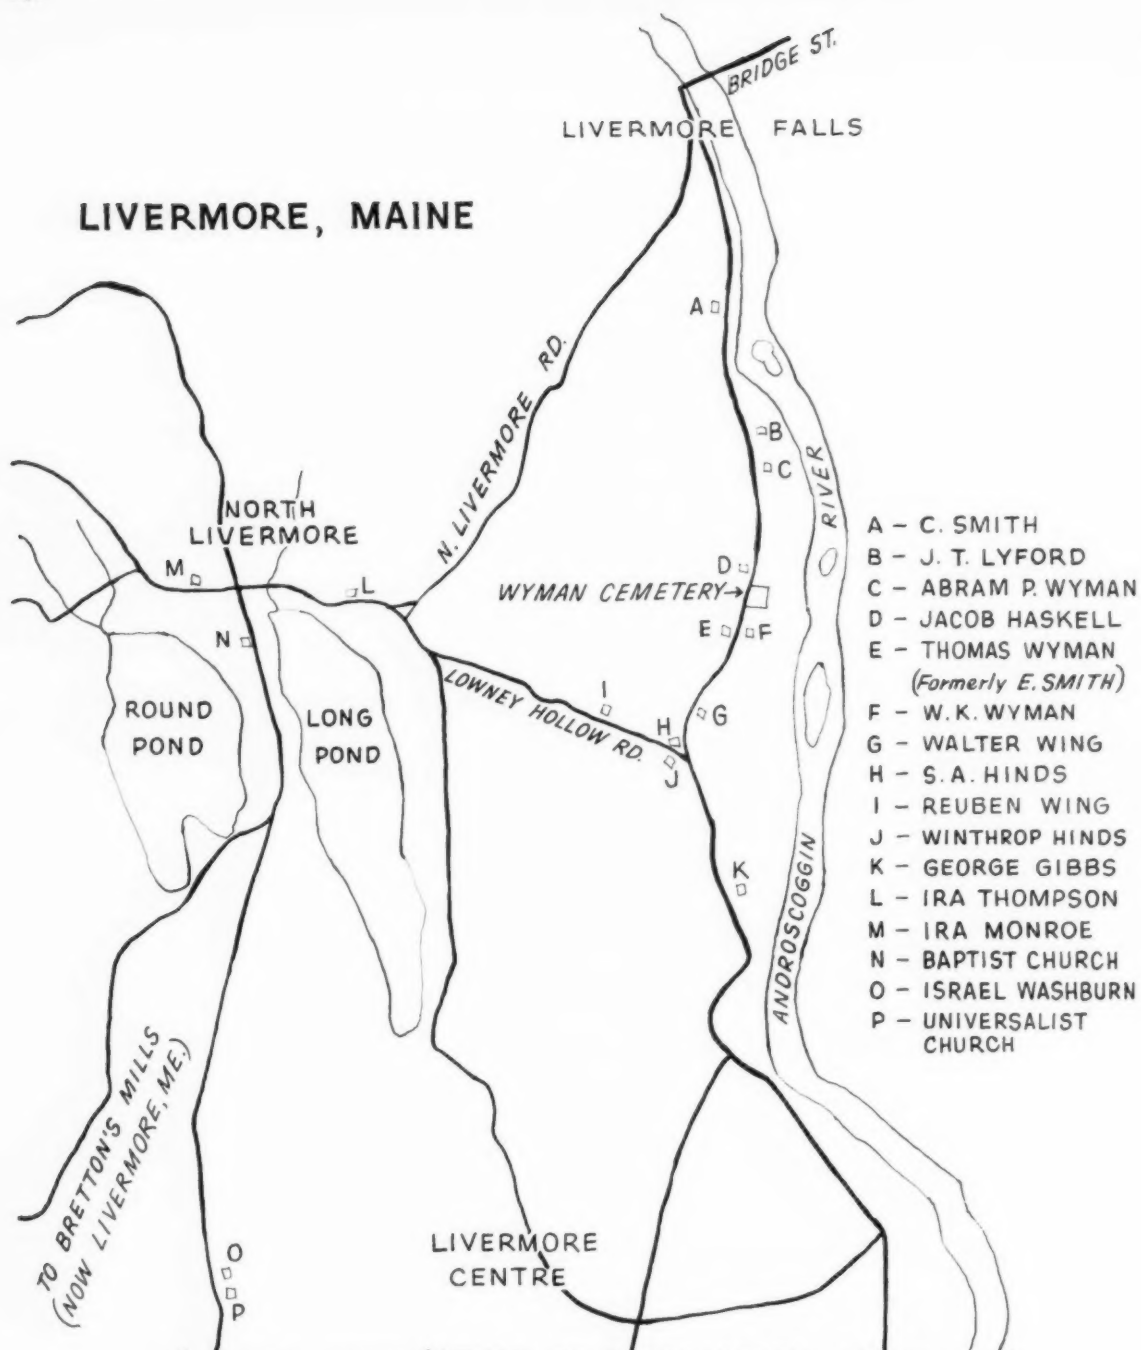 BRIDGE ST.
LIVERMORE FALLS
LIVERMORE, MAINE
A
N. LIVERMORE RD.
B
C
RIVER
NORTH
LIVERMORE
M
L
D
WYMAN CEMETERY→
E
F
N
LOWNEY HOLLOW RD.
I
ROUND
POND
LONG
POND
H
G
J
K
ANDROSCOGGIN
A – C. SMITH
B – J. T. LYFORD
C – ABRAM P. WYMAN
D – JACOB HASKELL
E – THOMAS WYMAN
(Formerly E. SMITH)
F – W. K. WYMAN
G – WALTER WING
H – S. A. HINDS
I – REUBEN WING
J – WINTHROP HINDS
K – GEORGE GIBBS
L – IRA THOMPSON
M – IRA MONROE
N – BAPTIST CHURCH
O – ISRAEL WASHBURN
P – UNIVERSALIST
CHURCH
TO BRETTON'S MILLS
(NOW LIVERMORE, ME.)
O
P
LIVERMORE
CENTRE